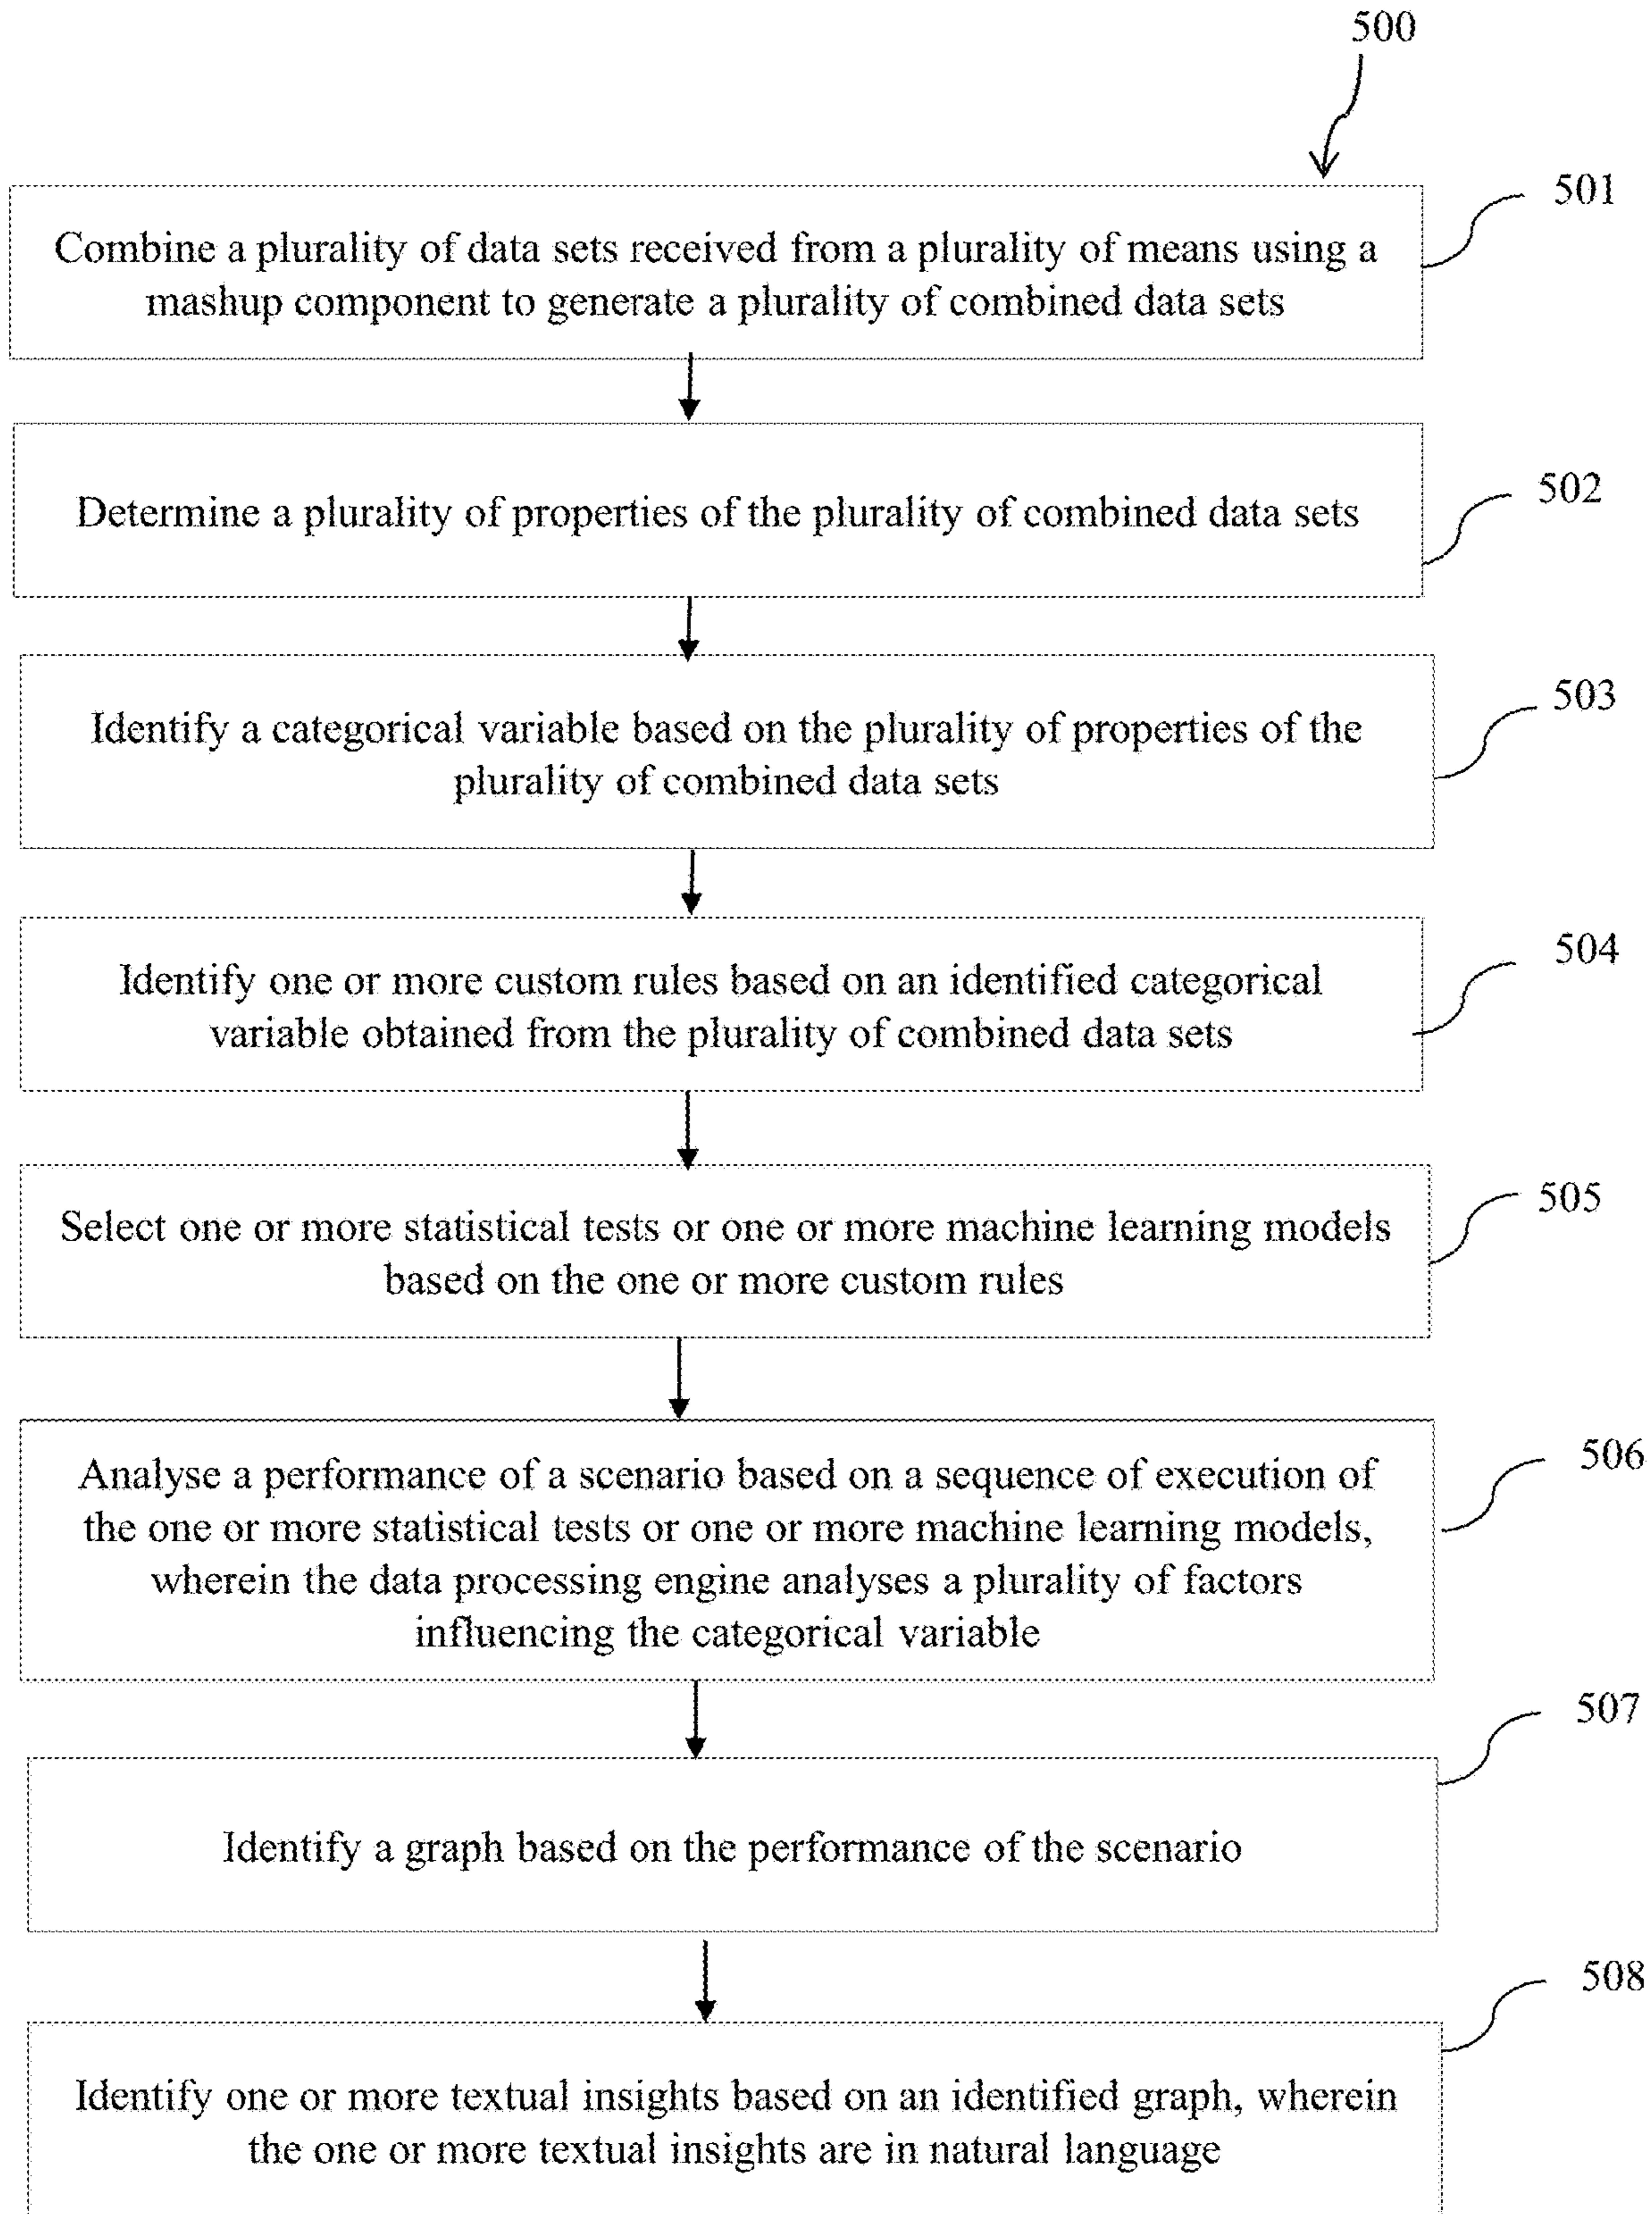 500
501
Combine a plurality of data sets received from a plurality of means using a
mashup component to generate a plurality of combined data sets
502
Determine a plurality of properties of the plurality of combined data sets
503
Identify a categorical variable based on the plurality of properties of the
plurality of combined data sets
504
Identify one or more custom rules based on an identified categorical
variable obtained from the plurality of combined data sets
505
Select one or more statistical tests or one or more machine learning models
based on the one or more custom rules
506
Analyse a performance of a scenario based on a sequence of execution of
the one or more statistical tests or one or more machine learning models,
wherein the data processing engine analyses a plurality of factors
influencing the categorical variable
507
Identify a graph based on the performance of the scenario
508
Identify one or more textual insights based on an identified graph, wherein
the one or more textual insights are in natural language